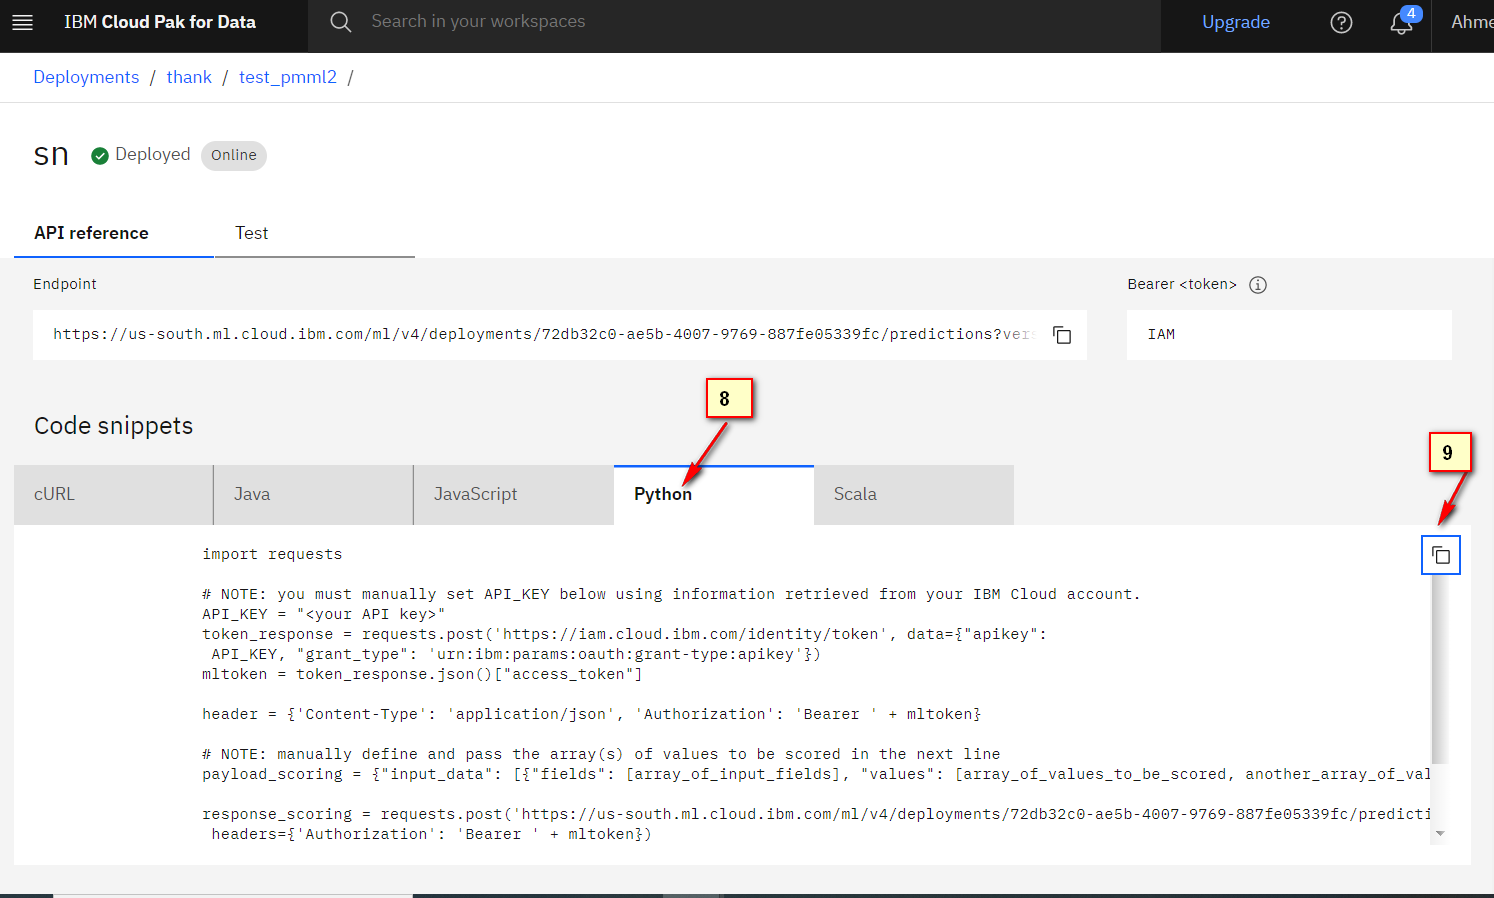 IBM Cloud Pak for Data Search in your workspaces Upgrade 4 Ahme
Deployments / thank / test_pmml2 /
sn Deployed Online
API reference Test
Endpoint Bearer <token>
https://us-south.ml.cloud.ibm.com/ml/v4/deployments/72db32c0-ae5b-4007-9769-887fe05339fc/predictions?vers IAM
8
Code snippets
9
cURL Java JavaScript Python Scala
import requests
# NOTE: you must manually set API_KEY below using information retrieved from your IBM Cloud account.
API_KEY = "<your API key>"
token_response = requests.post('https://iam.cloud.ibm.com/identity/token', data={"apikey":
API_KEY, "grant_type": 'urn:ibm:params:oauth:grant-type:apikey'})
mltoken = token_response.json()["access_token"]
header = {'Content-Type': 'application/json', 'Authorization': 'Bearer ' + mltoken}
# NOTE: manually define and pass the array(s) of values to be scored in the next line
payload_scoring = {"input_data": [{"fields": [array_of_input_fields], "values": [array_of_values_to_be_scored, another_array_of_val
response_scoring = requests.post('https://us-south.ml.cloud.ibm.com/ml/v4/deployments/72db32c0-ae5b-4007-9769-887fe05339fc/predicti
headers={'Authorization': 'Bearer ' + mltoken})